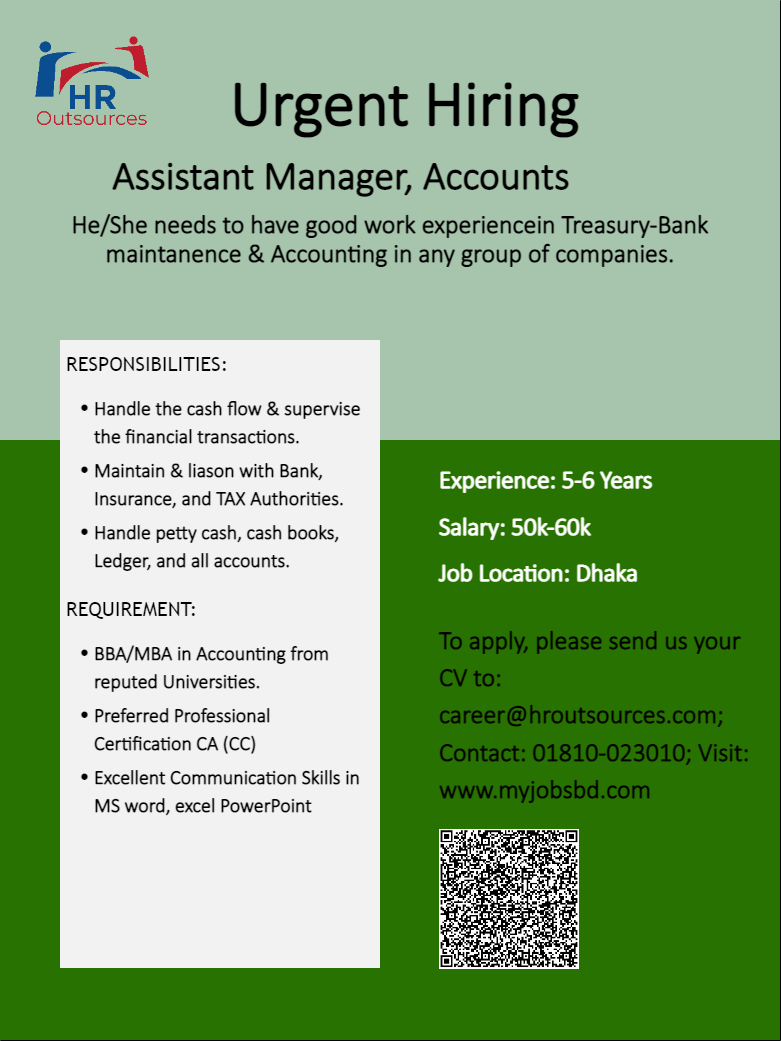 HR
Outsources
Urgent Hiring
Assistant Manager, Accounts
He/She needs to have good work experiencein Treasury-Bank
maintanence & Accounting in any group of companies.
RESPONSIBILITIES:
• Handle the cash flow & supervise
the financial transactions.
• Maintain & liason with Bank,
Insurance, and TAX Authorities.
• Handle petty cash, cash books,
Ledger, and all accounts.
REQUIREMENT:
• BBA/MBA in Accounting from
reputed Universities.
• Preferred Professional
Certification CA (CC)
• Excellent Communication Skills in
MS word, excel PowerPoint
Experience: 5-6 Years
Salary: 50k-60k
Job Location: Dhaka
To apply, please send us your
CV to:
career@hroutsources.com;
Contact: 01810-023010; Visit:
www.myjobsbd.com